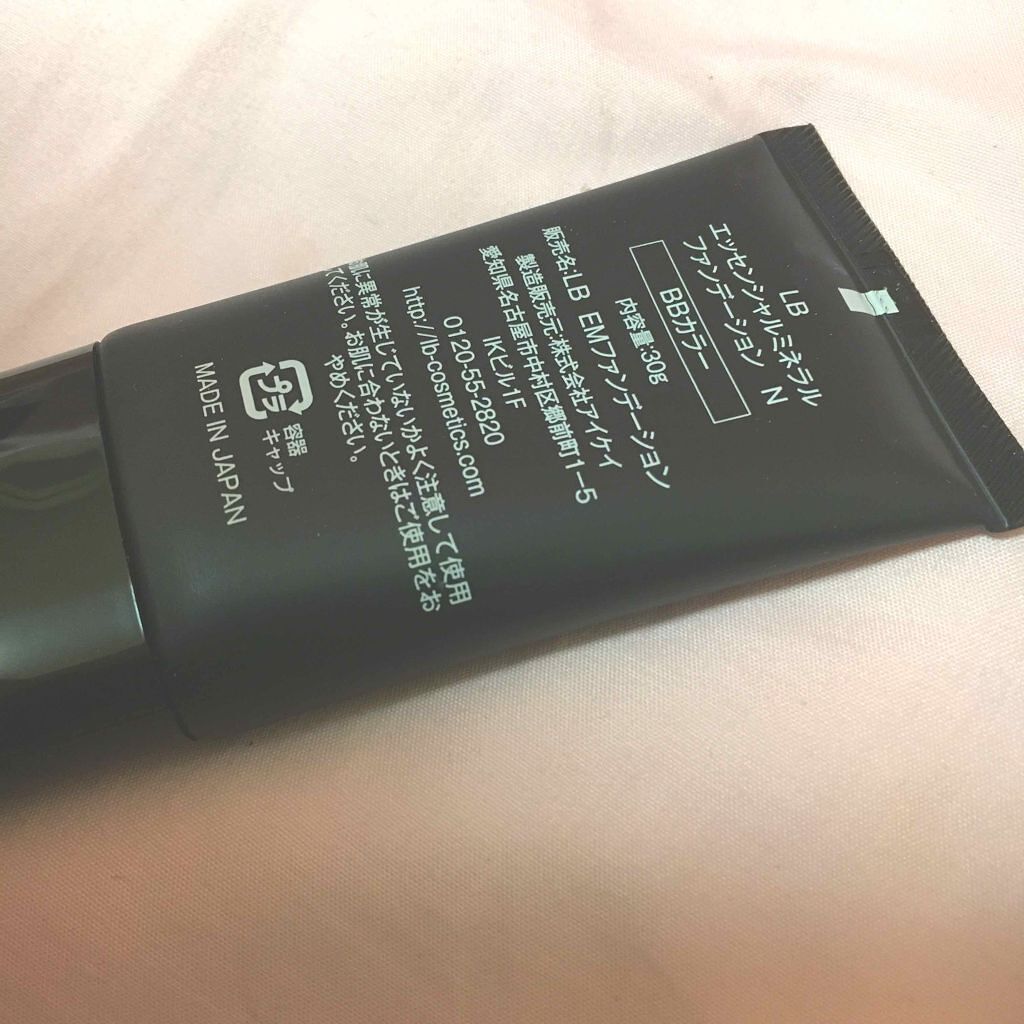 LB
エッセンシャルミネラル
ファンデーション N
BBカラー
内容量:30g
販売名:LB EMファンデーション
製造販売元:株式会社アイケイ
愛知県名古屋市中村区郷前町1-5
IKビル1F
0120-55-2820
http://lb-cosmetics.com
肌に異常が生じていないかよく注意して使用
てください。お肌に合わないときはご使用をお
やめください。
プラ
容器
キャップ
MADE IN JAPAN